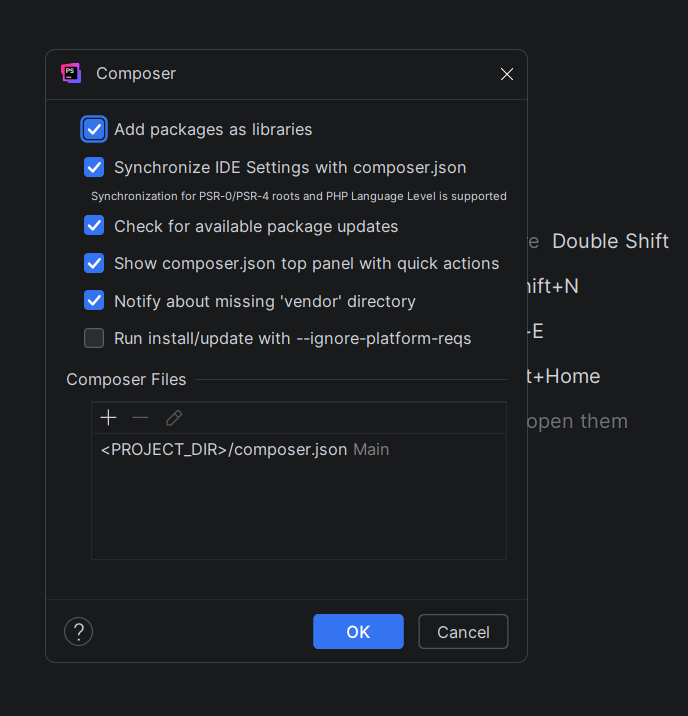 PS
Composer
Add packages as libraries
Synchronize IDE Settings with composer.json
Synchronization for PSR-0/PSR-4 roots and PHP Language Level is supported
Check for available package updates
Double Shift
Show composer.json top panel with quick actions
ift+N
Notify about missing 'vendor' directory
-E
Run install/update with --ignore-platform-reqs
Composer Files
t+Home
open them
<PROJECT_DIR>/composer.json Main
?
OK
Cancel